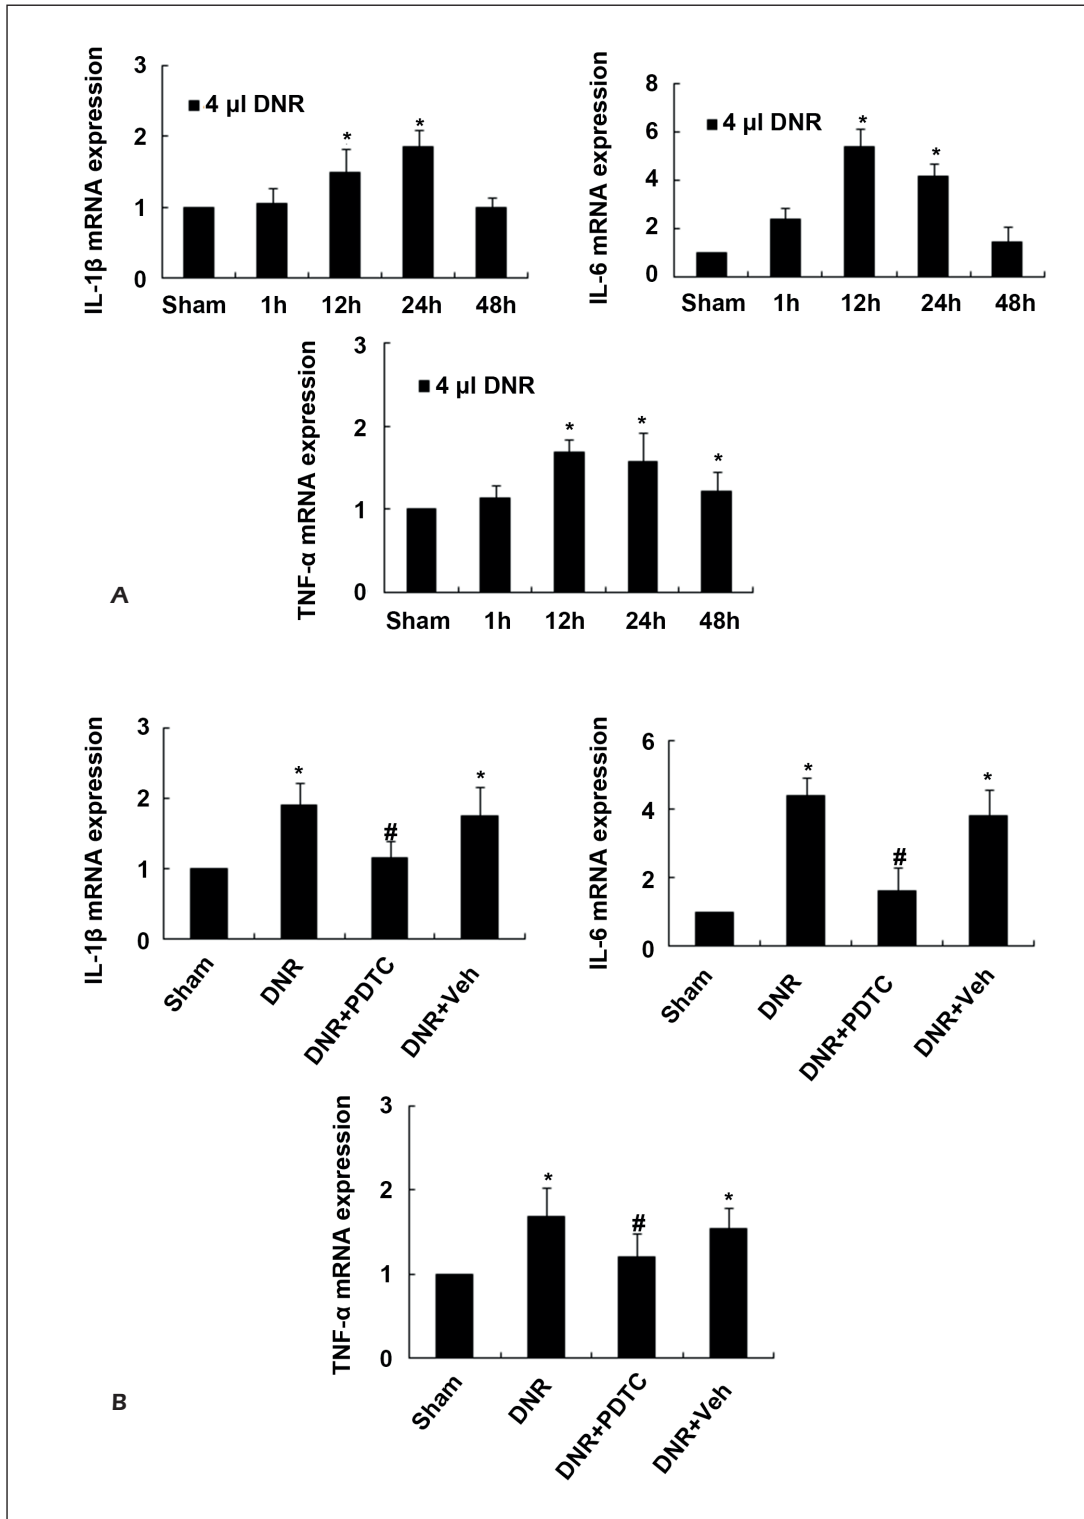 IL-1β mRNA expression
3
2
1
0
■ 4 µl DNR
* *
Sham 1h 12h 24h 48h
IL-6 mRNA expression
8
6
4
2
0
■ 4 µl DNR
* *
Sham 1h 12h 24h 48h
TNF-α mRNA expression
3
2
1
0
■ 4 µl DNR
* * *
Sham 1h 12h 24h 48h
A
IL-1β mRNA expression
3
2
1
0
* # *
Sham DNR DNR+PDTC DNR+Veh
IL-6 mRNA expression
6
4
2
0
* # *
Sham DNR DNR+PDTC DNR+Veh
TNF-α mRNA expression
3
2
1
0
* # *
Sham DNR DNR+PDTC DNR+Veh
B